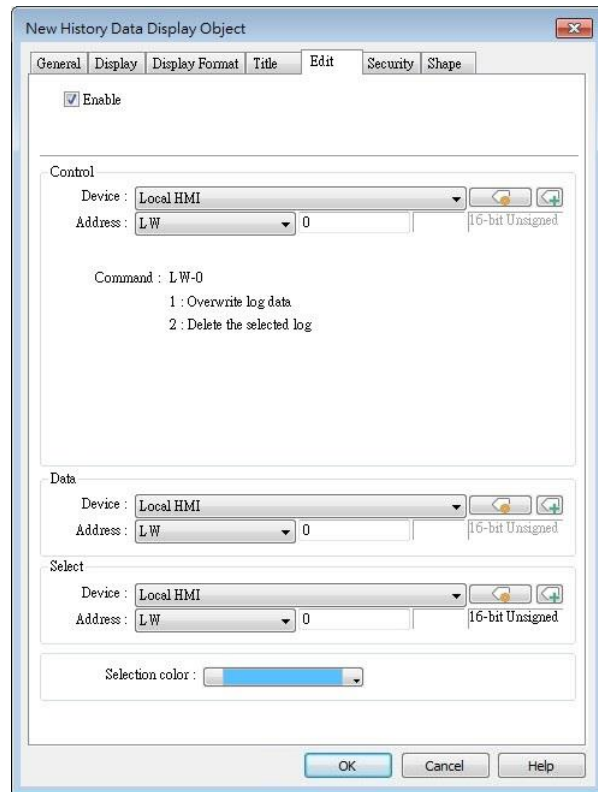 New History Data Display Object
General Display Display Format Title Edit Security Shape
Enable
Control
Device : Local HMI
Address : LW 0 16-bit Unsigned
Command : LW-0
1 : Overwrite log data
2 : Delete the selected log
Data
Device : Local HMI
Address : LW 0 16-bit Unsigned
Select
Device : Local HMI
Address : LW 0 16-bit Unsigned
Selection color :
OK Cancel Help